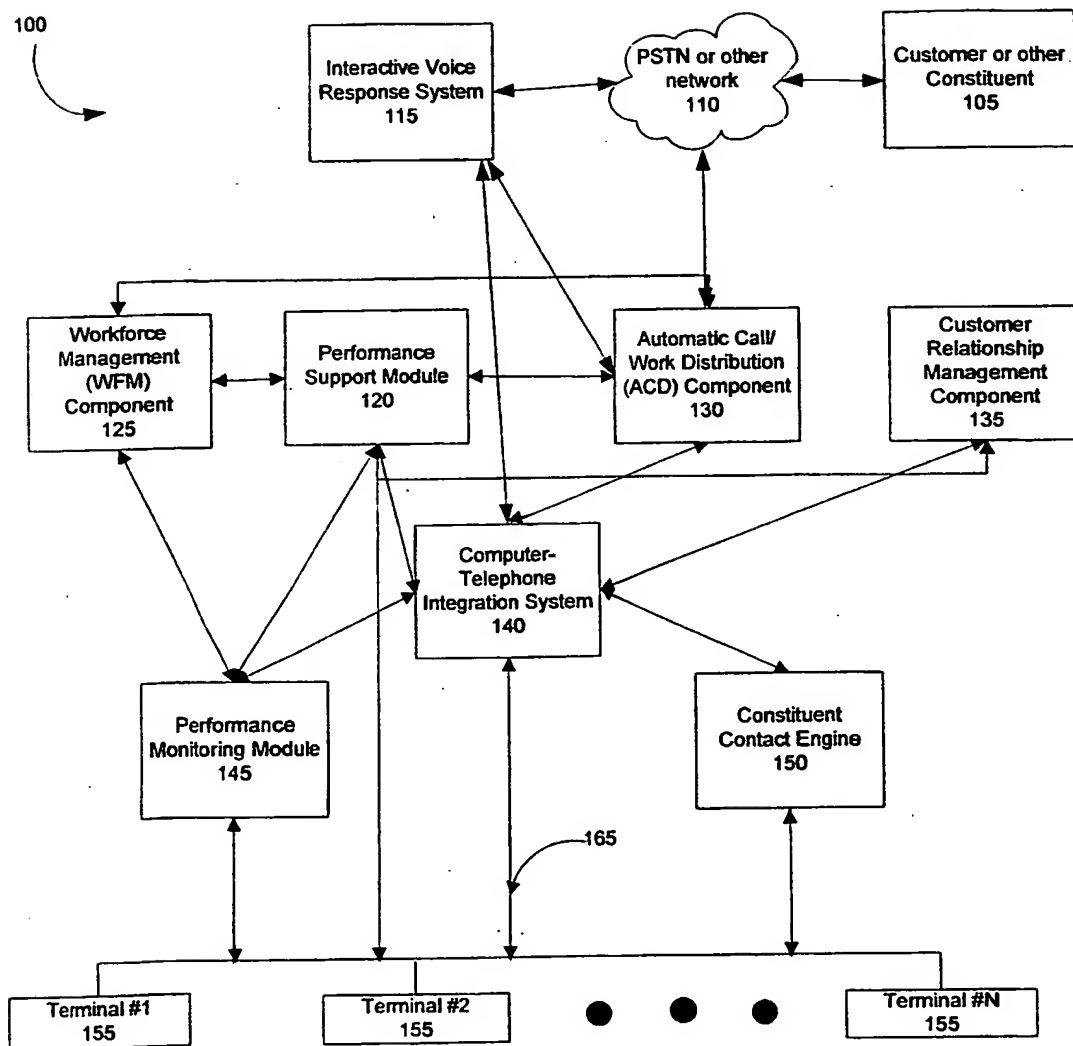 100
Interactive Voice
Response System
115
PSTN or other
network
110
Customer or other
Constituent
105
Workforce
Management
(WFM)
Component
125
Performance
Support Module
120
Automatic Call/
Work Distribution
(ACD) Component
130
Customer
Relationship
Management
Component
135
Computer-
Telephone
Integration System
140
Performance
Monitoring Module
145
Constituent
Contact Engine
150
165
Terminal #1
155
Terminal #2
155
Terminal #N
155